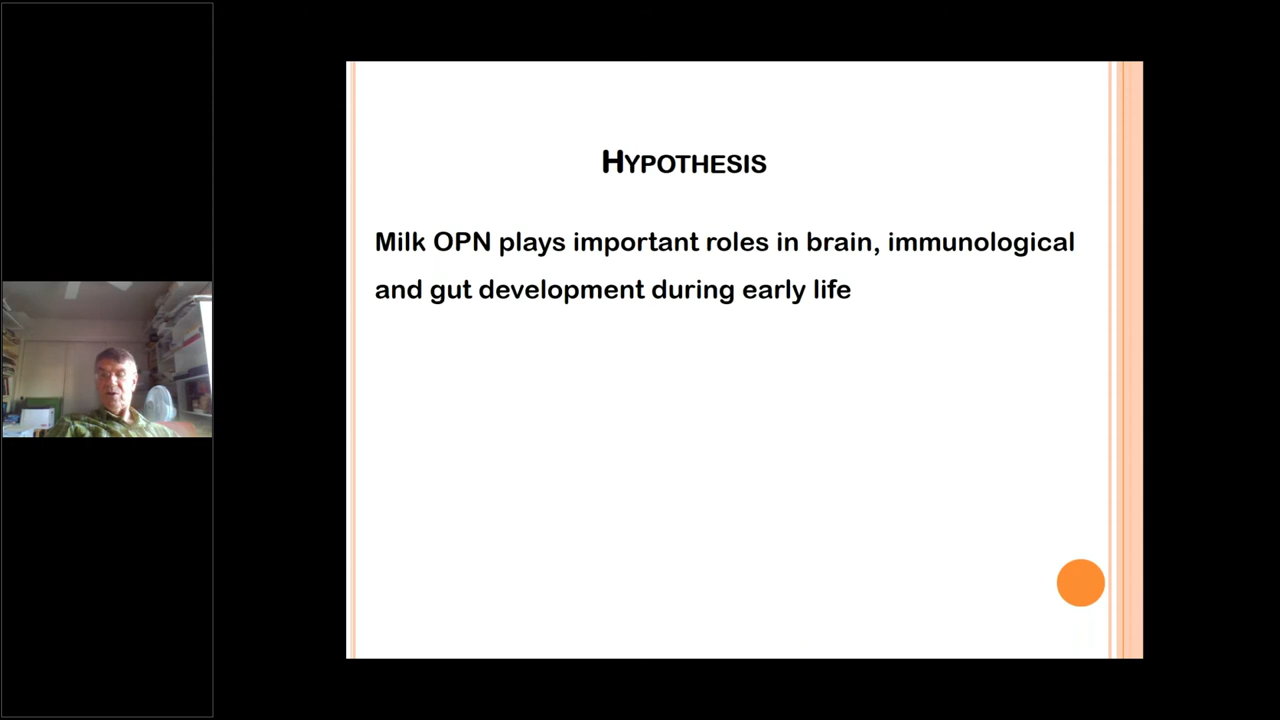 Hypothesis
Milk OPN plays important roles in brain, immunological
and gut development during early life